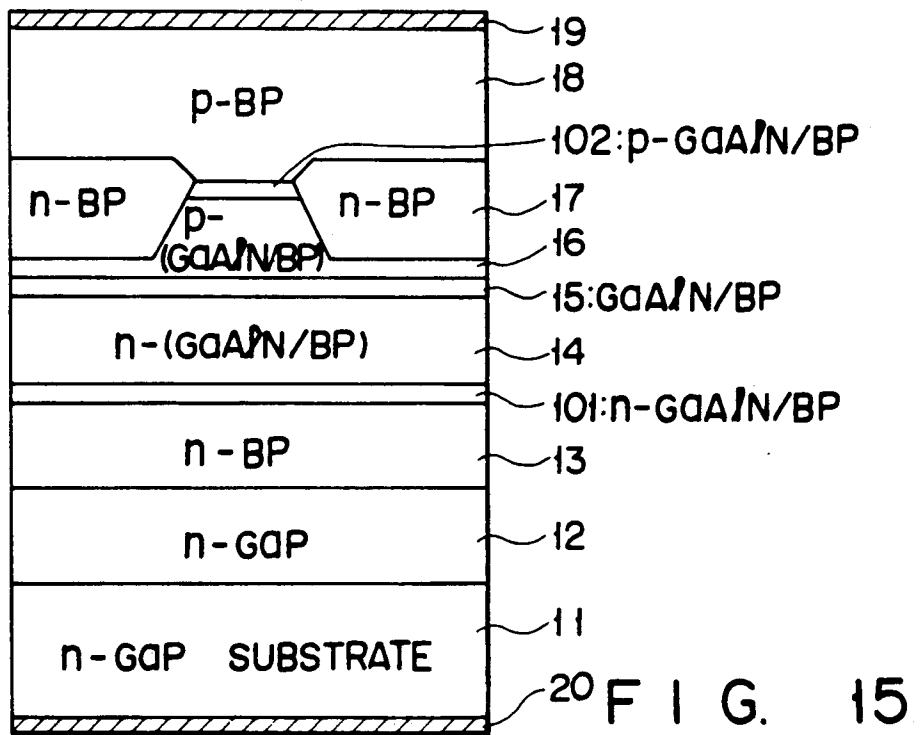 19
p-BP
18
102:p-GaAlN/BP
n-BP
n-BP
17
p-
(GaAlN/BP)
16
15:GaAlN/BP
n-(GaAlN/BP)
14
101:n-GaAlN/BP
n-BP
13
n-GaP
12
11
n-GaP SUBSTRATE
20
FIG. 15